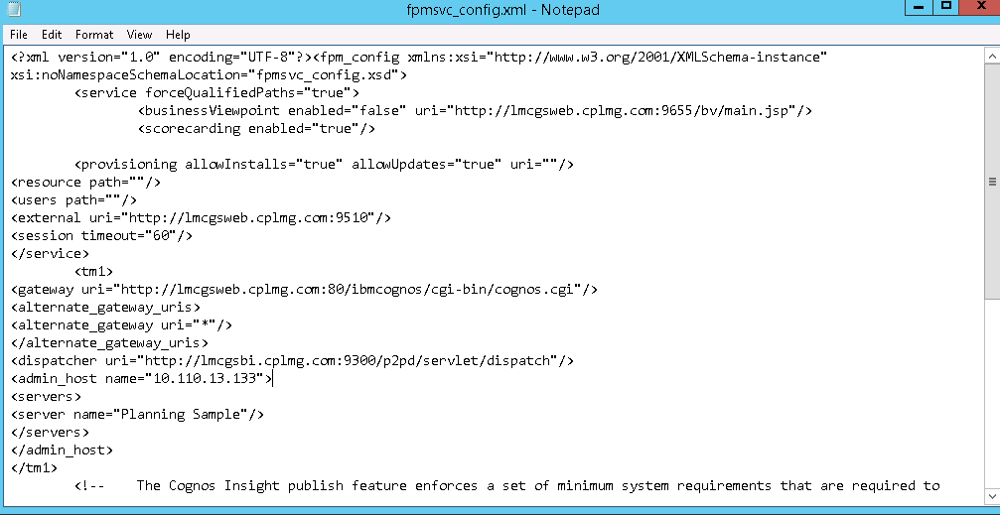 fpmsvc_config.xml - Notepad
File Edit Format View Help
<?xml version="1.0" encoding="UTF-8"?><fpm_config xmlns:xsi="http://www.w3.org/2001/XMLSchema-instance"
xsi:noNamespaceSchemaLocation="fpmsvc_config.xsd">
<service forceQualifiedPaths="true">
<businessViewpoint enabled="false" uri="http://lmcgsweb.cplmg.com:9655/bv/main.jsp"/>
<scorecarding enabled="true"/>
<provisioning allowInstalls="true" allowUpdates="true" uri=""/>
<resource path=""/>
<users path=""/>
<external uri="http://lmcgsweb.cplmg.com:9510"/>
<session timeout="60"/>
</service>
<tm1>
<gateway uri="http://lmcgsweb.cplmg.com:80/ibmcognos/cgi-bin/cognos.cgi"/>
<alternate_gateway_uris>
<alternate_gateway uri="*"/>
</alternate_gateway_uris>
<dispatcher uri="http://lmcgsbi.cplmg.com:9300/p2pd/servlet/dispatch"/>
<admin_host name="10.110.13.133">
<servers>
<server name="Planning Sample"/>
</servers>
</admin_host>
</tm1>
<!-- The Cognos Insight publish feature enforces a set of minimum system requirements that are required to